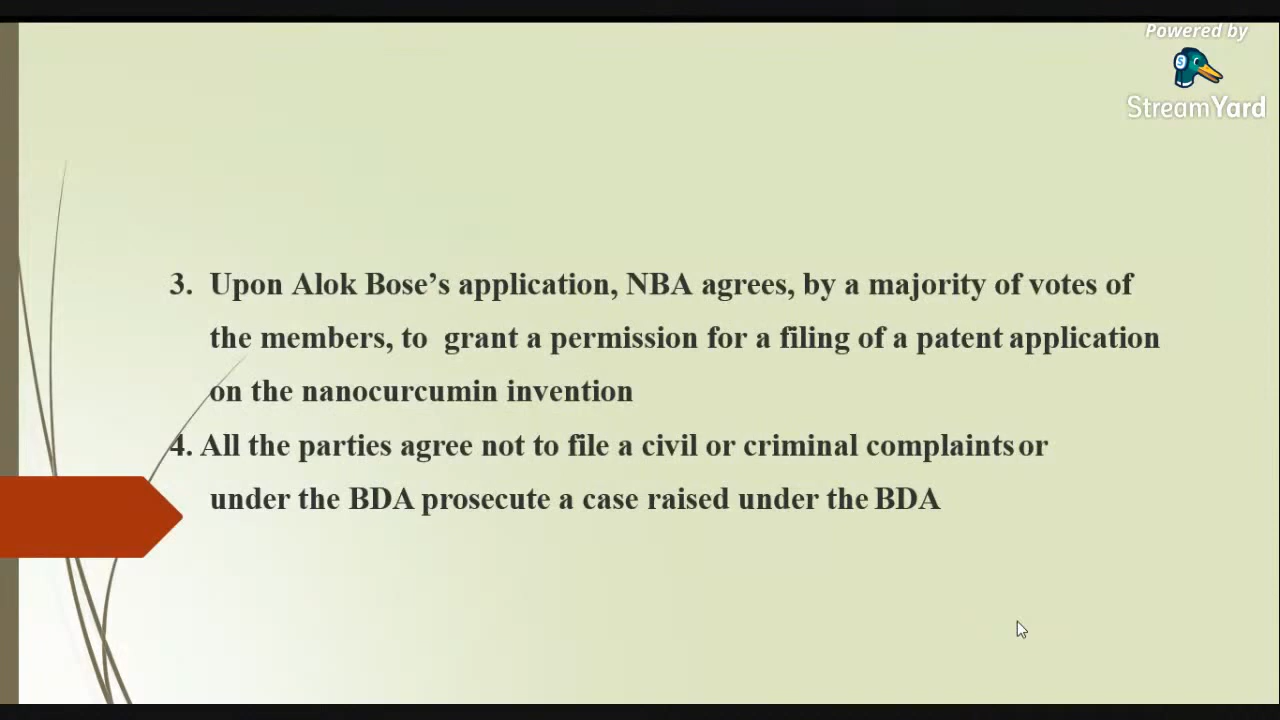 Powered by
StreamYard
3. Upon Alok Bose’s application, NBA agrees, by a majority of votes of
the members, to grant a permission for a filing of a patent application
on the nanocurcumin invention
4. All the parties agree not to file a civil or criminal complaints or
under the BDA prosecute a case raised under the BDA